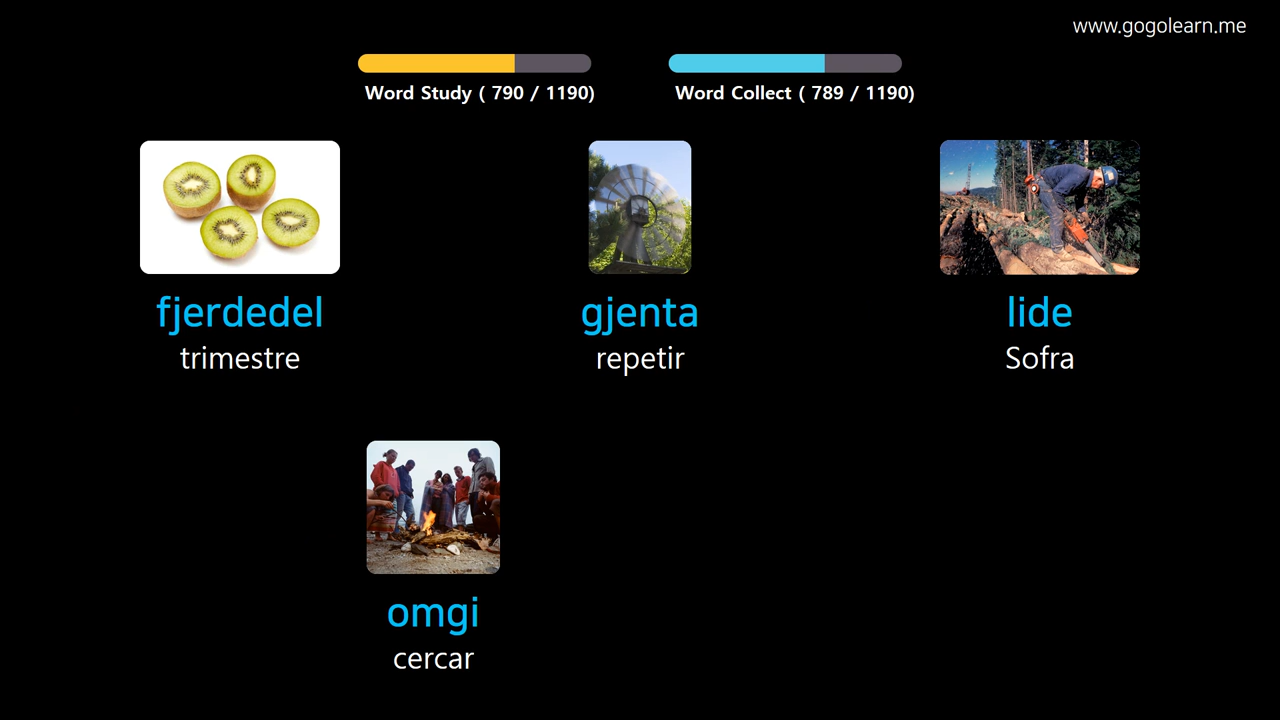 www.gogolearn.me
Word Study ( 790 / 1190)
Word Collect ( 789 / 1190)
fjerdedel
trimestre
gjenta
repetir
lide
Sofra
omgi
cercar